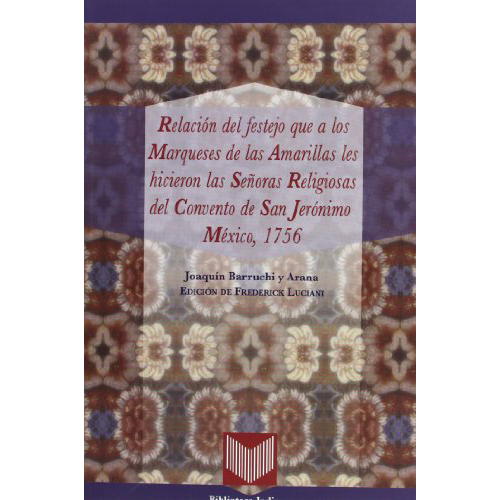 Relación del festejo que a los
Marqueses de las Amarillas les
hicieron las Señoras Religiosas
del Convento de San Jerónimo
México, 1756
Joaquín Barruchi y Arana
Edición de Frederick Luciani
Biblioteca